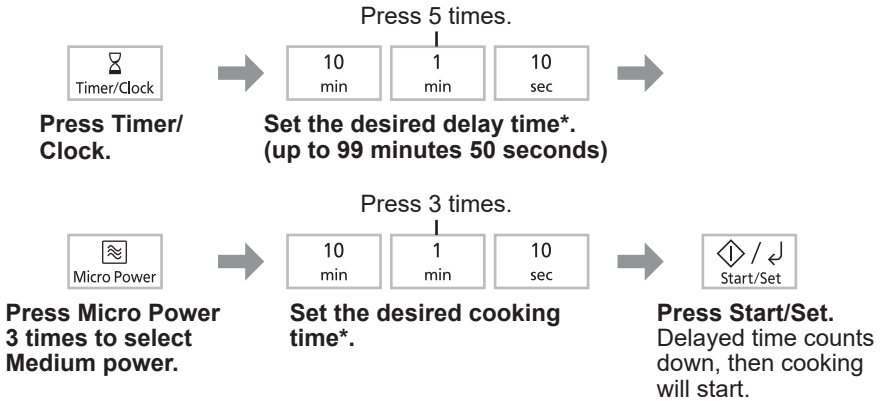 Press 5 times.
Timer/Clock
10 min
1 min
10 sec
Press Timer/
Clock.
Set the desired delay time*.
(up to 99 minutes 50 seconds)
Press 3 times.
Micro Power
10 min
1 min
10 sec
Start/Set
Press Micro Power
3 times to select
Medium power.
Set the desired cooking
time*.
Press Start/Set.
Delayed time counts
down, then cooking
will start.